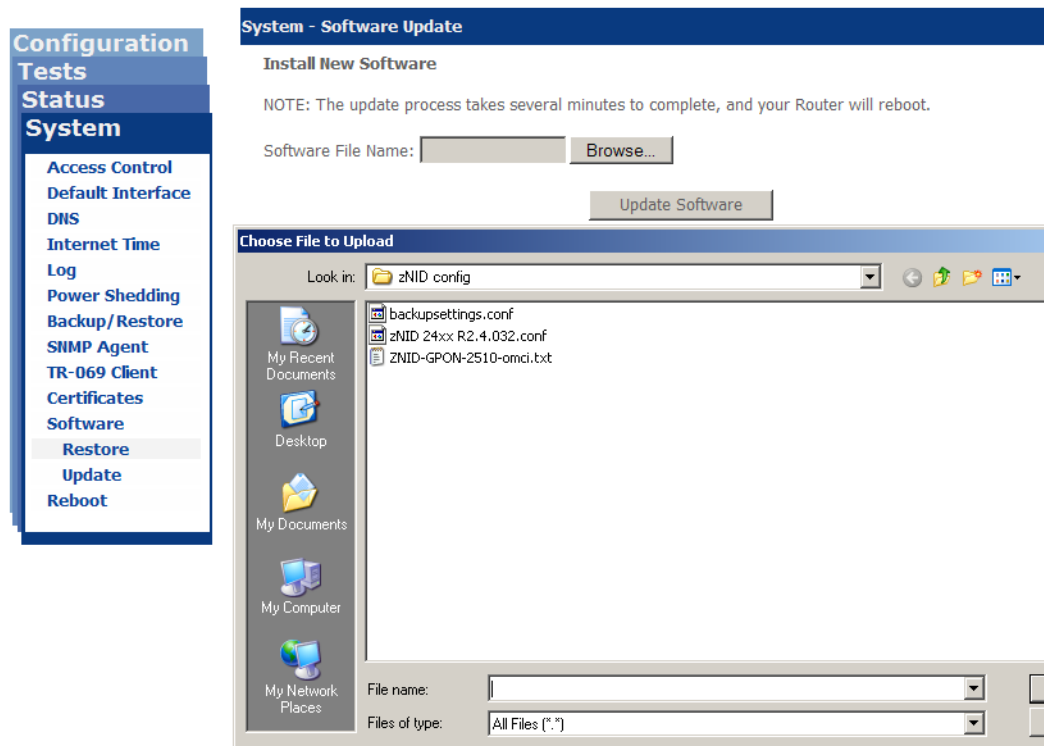 Configuration
Tests
Status
System
Access Control
Default Interface
DNS
Internet Time
Log
Power Shedding
Backup/Restore
SNMP Agent
TR-069 Client
Certificates
Software
Restore
Update
Reboot
System - Software Update
Install New Software
NOTE: The update process takes several minutes to complete, and your Router will reboot.
Software File Name:
Browse...
Update Software
Choose File to Upload
Look in:
zNID config
My Recent
Documents
Desktop
My Documents
My Computer
My Network
Places
backupsettings.conf
zNID 24xx R2.4.032.conf
ZNID-GPON-2510-omci.txt
File name:
Files of type:
All Files (*.*)